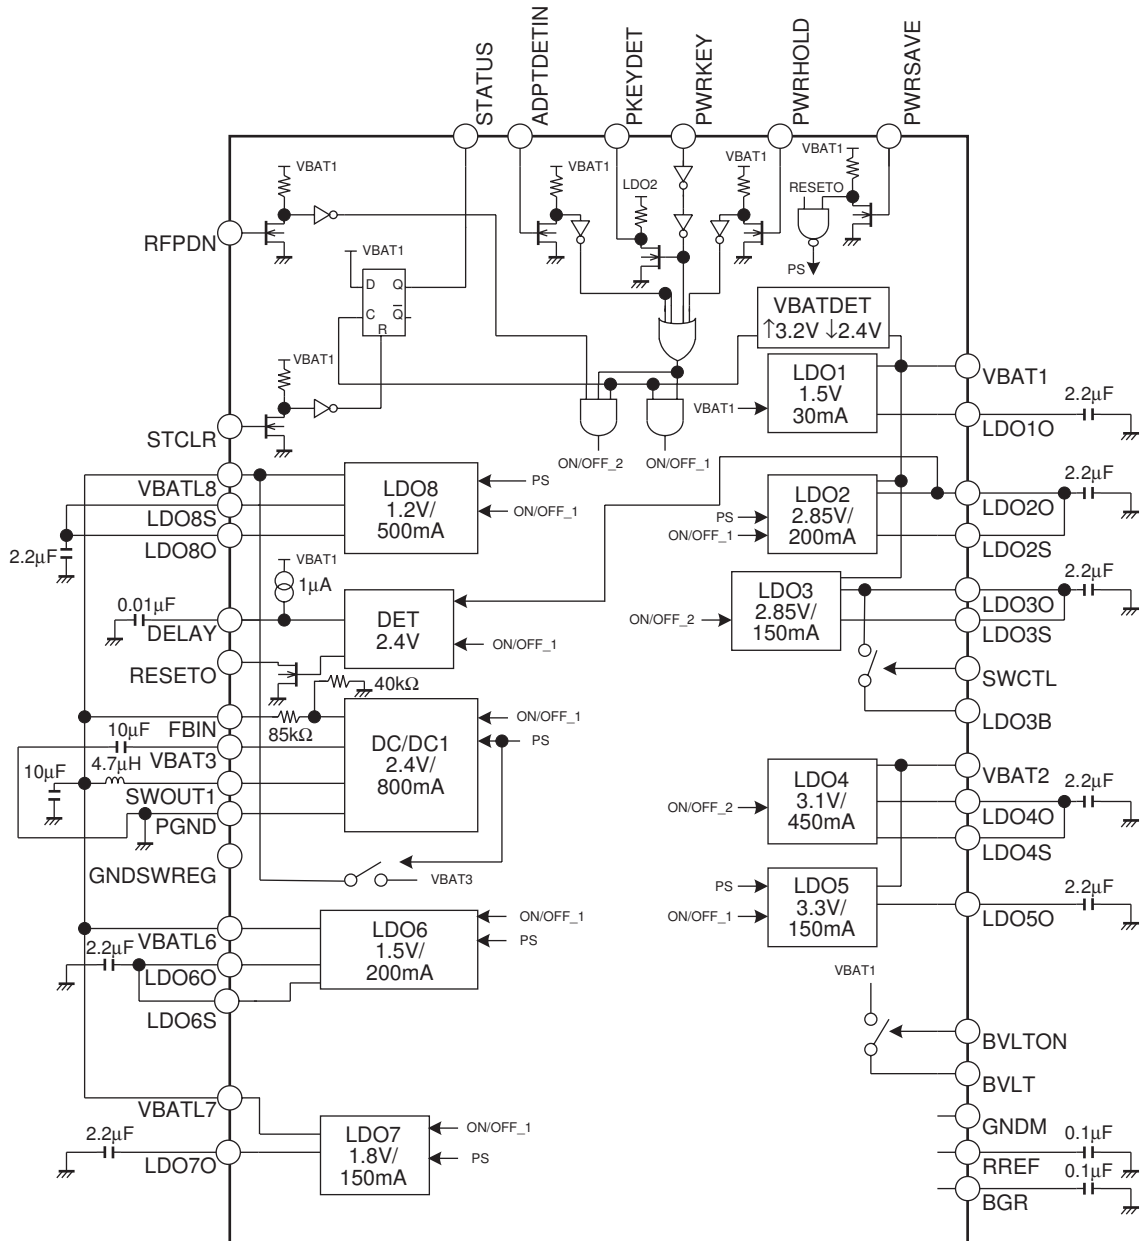 STATUS
ADPTDETIN
PKEYDET
PWRKEY
PWRHOLD
PWRSAVE
VBAT1
VBAT1
LDO2
VBAT1
VBAT1
RESETO
RFPDN
VBAT1
D Q
C Q
R
PS
VBATDET
↑3.2V ↓2.4V
VBAT1
LDO1
1.5V
30mA
VBAT1
VBAT1
2.2µF
LDO1O
STCLR
ON/OFF_2
ON/OFF_1
VBATL8
LDO8S
LDO8O
2.2µF
LDO8
1.2V/
500mA
PS
ON/OFF_1
PS
ON/OFF_1
LDO2
2.85V/
200mA
2.2µF
LDO2O
LDO2S
VBAT1
1µA
0.01µF
DELAY
DET
2.4V
ON/OFF_1
ON/OFF_2
LDO3
2.85V/
150mA
2.2µF
LDO3O
LDO3S
RESETO
40kΩ
SWCTL
LDO3B
FBIN
85kΩ
10µF
VBAT3
DC/DC1
2.4V/
800mA
ON/OFF_1
PS
10µF
4.7µH
SWOUT1
PGND
GNDSWREG
VBAT3
ON/OFF_2
LDO4
3.1V/
450mA
VBAT2
2.2µF
LDO4O
LDO4S
PS
ON/OFF_1
LDO5
3.3V/
150mA
2.2µF
LDO5O
VBATL6
2.2µF
LDO6O
LDO6S
LDO6
1.5V/
200mA
ON/OFF_1
PS
VBAT1
BVLTON
BVLT
VBATL7
2.2µF
LDO7O
LDO7
1.8V/
150mA
ON/OFF_1
PS
GNDM
0.1µF
RREF
0.1µF
BGR